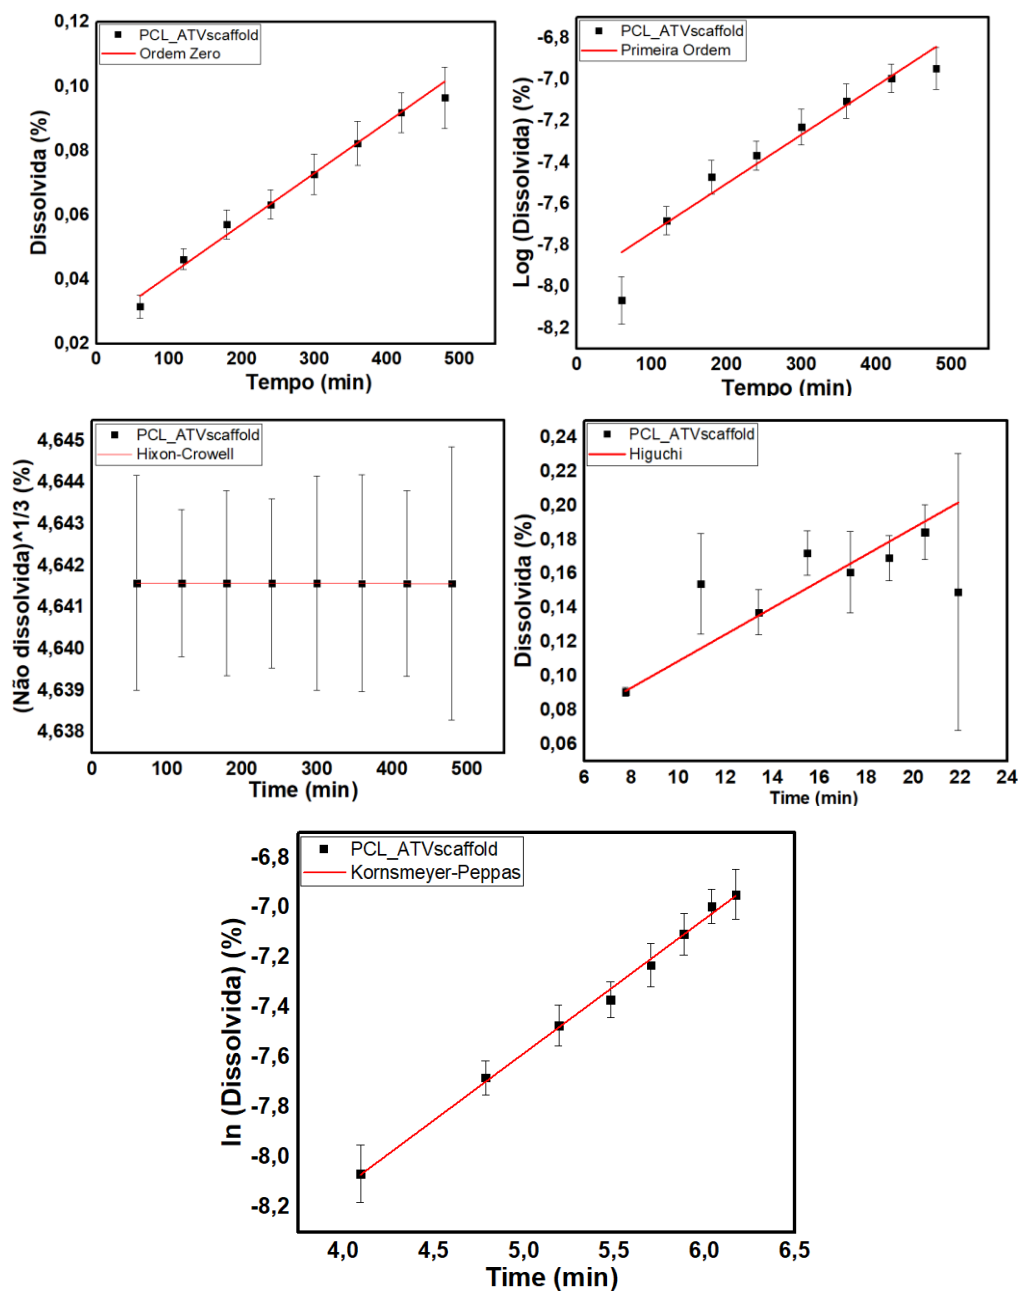 0,12
0,10
0,08
0,06
0,04
0,02
Dissolvida (%)
PCL_ATVscaffold
Ordem Zero
0 100 200 300 400 500
Tempo (min)
-6,8
-7,0
-7,2
-7,4
-7,6
-7,8
-8,0
-8,2
Log (Dissolvida) (%)
PCL_ATVscaffold
Primeira Ordem
0 100 200 300 400 500
Tempo (min)
4,645
4,644
4,643
4,642
4,641
4,640
4,639
4,638
(Não dissolvida)^1/3 (%)
PCL_ATVscaffold
Hixon-Crowell
0 100 200 300 400 500
Time (min)
0,24
0,22
0,20
0,18
0,16
0,14
0,12
0,10
0,08
0,06
Dissolvida (%)
PCL_ATVscaffold
Higuchi
6 8 10 12 14 16 18 20 22 24
Time (min)
-6,8
-7,0
-7,2
-7,4
-7,6
-7,8
-8,0
-8,2
ln (Dissolvida) (%)
PCL_ATVscaffold
Kornsmeyer-Peppas
4,0 4,5 5,0 5,5 6,0 6,5
Time (min)